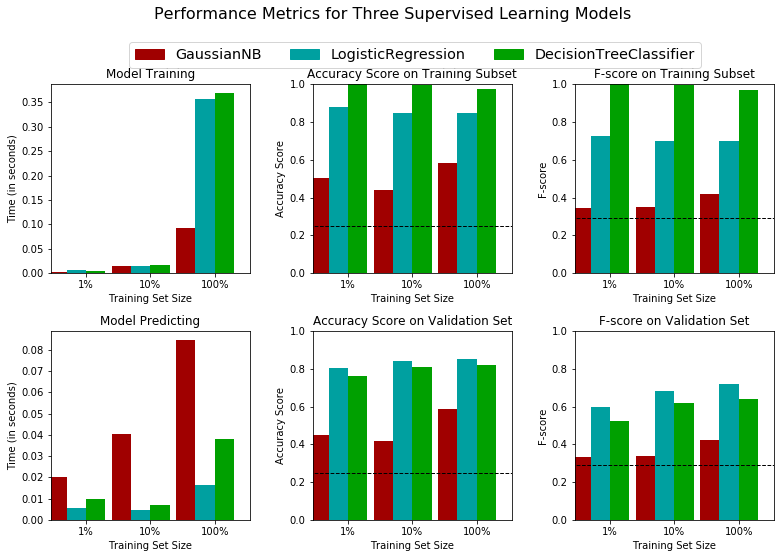 Performance Metrics for Three Supervised Learning Models
GaussianNB LogisticRegression DecisionTreeClassifier
Model Training
Time (in seconds)
0.35
0.30
0.25
0.20
0.15
0.10
0.05
0.00
1% 10% 100%
Training Set Size
Accuracy Score on Training Subset
Accuracy Score
1.0
0.8
0.6
0.4
0.2
0.0
1% 10% 100%
Training Set Size
F-score on Training Subset
F-score
1.0
0.8
0.6
0.4
0.2
0.0
1% 10% 100%
Training Set Size
Model Predicting
Time (in seconds)
0.08
0.07
0.06
0.05
0.04
0.03
0.02
0.01
0.00
1% 10% 100%
Training Set Size
Accuracy Score on Validation Set
Accuracy Score
1.0
0.8
0.6
0.4
0.2
0.0
1% 10% 100%
Training Set Size
F-score on Validation Set
F-score
1.0
0.8
0.6
0.4
0.2
0.0
1% 10% 100%
Training Set Size